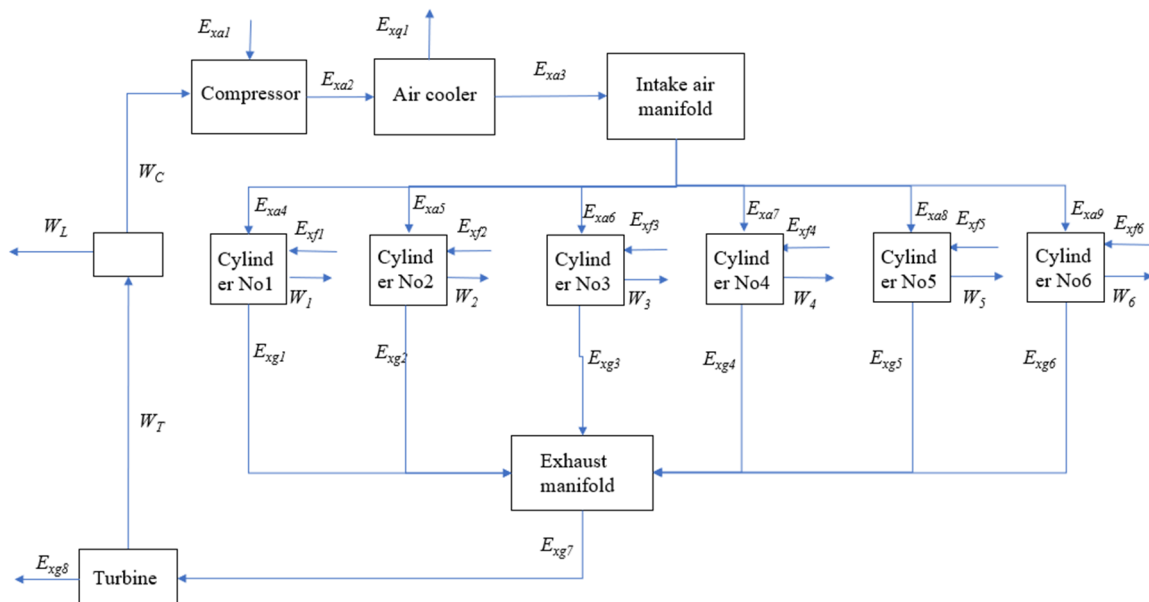 Exa1
Exq1
Compressor
Exa2
Air cooler
Exa3
Intake air
manifold
WC
WL
Exa4
Exa5
Exa6
Exa7
Exa8
Exa9
Exf1
Exf2
Exf3
Exf4
Exf5
Exf6
Cylind
er No1
Cylind
er No2
Cylind
er No3
Cylind
er No4
Cylind
er No5
Cylind
er No6
W1
W2
W3
W4
W5
W6
Exg1
Exg2
Exg3
Exg4
Exg5
Exg6
WT
Exhaust
manifold
Exg7
Exg8
Turbine